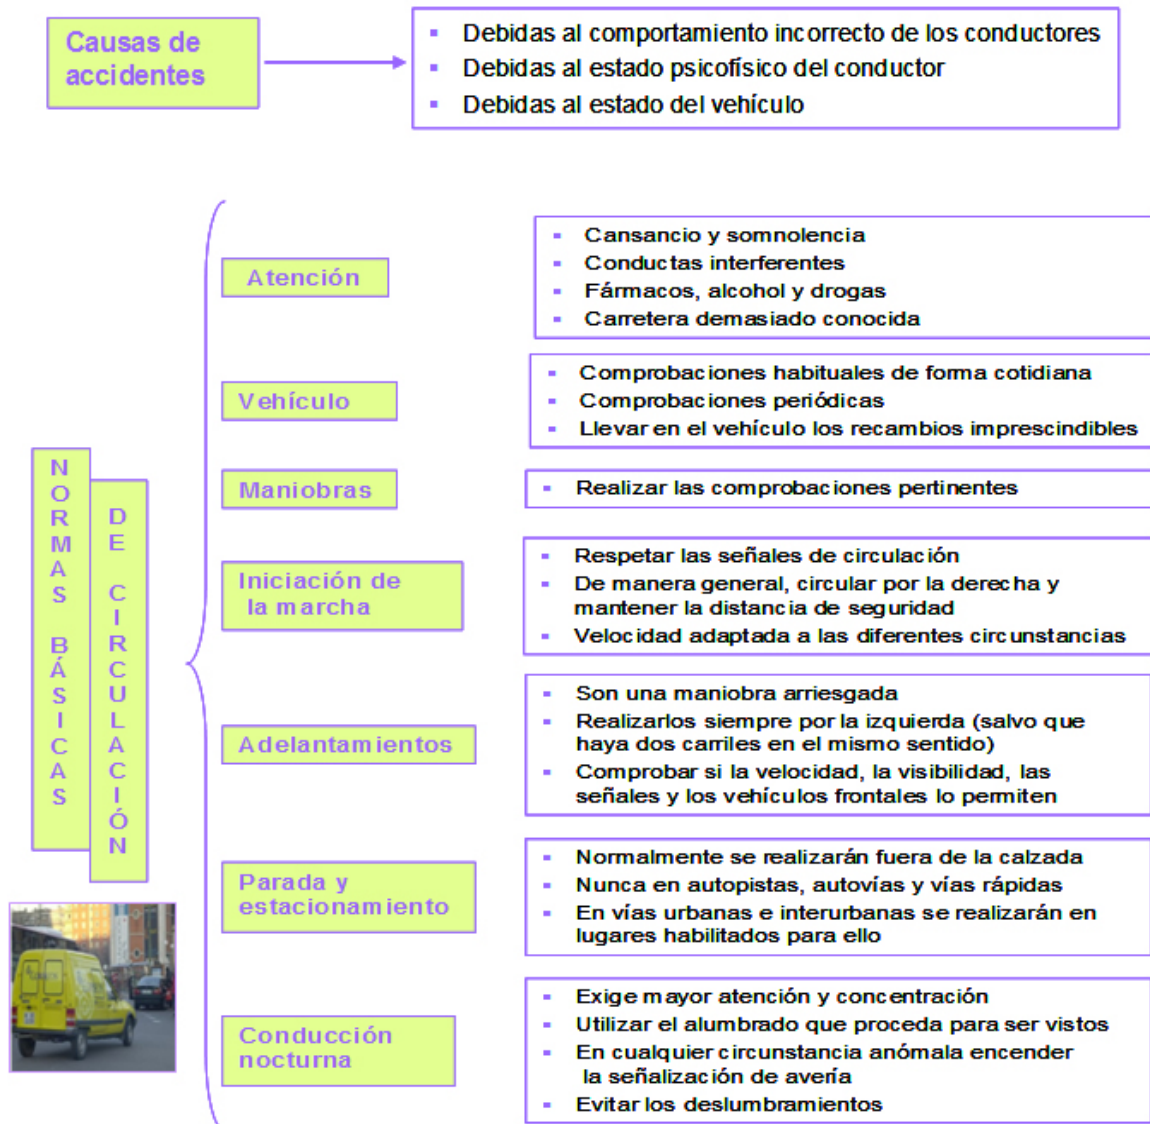 Causas de
accidentes
Debidas al comportamiento incorrecto de los conductores
Debidas al estado psicofísico del conductor
Debidas al estado del vehículo
NORMAS BÁSICAS
DE CIRCULACIÓN
Atención
Cansancio y somnolencia
Conductas interferentes
Fármacos, alcohol y drogas
Carretera demasiado conocida
Vehículo
Comprobaciones habituales de forma cotidiana
Comprobaciones periódicas
Llevar en el vehículo los recambios imprescindibles
Maniobras
Realizar las comprobaciones pertinentes
Iniciación de
la marcha
Respetar las señales de circulación
De manera general, circular por la derecha y
mantener la distancia de seguridad
Velocidad adaptada a las diferentes circunstancias
Adelantamientos
Son una maniobra arriesgada
Realizarlos siempre por la izquierda (salvo que
haya dos carriles en el mismo sentido)
Comprobar si la velocidad, la visibilidad, las
señales y los vehículos frontales lo permiten
Parada y
estacionamiento
Normalmente se realizarán fuera de la calzada
Nunca en autopistas, autovías y vías rápidas
En vías urbanas e interurbanas se realizarán en
lugares habilitados para ello
Conducción
nocturna
Exige mayor atención y concentración
Utilizar el alumbrado que proceda para ser vistos
En cualquier circunstancia anómala encender
la señalización de avería
Evitar los deslumbramientos